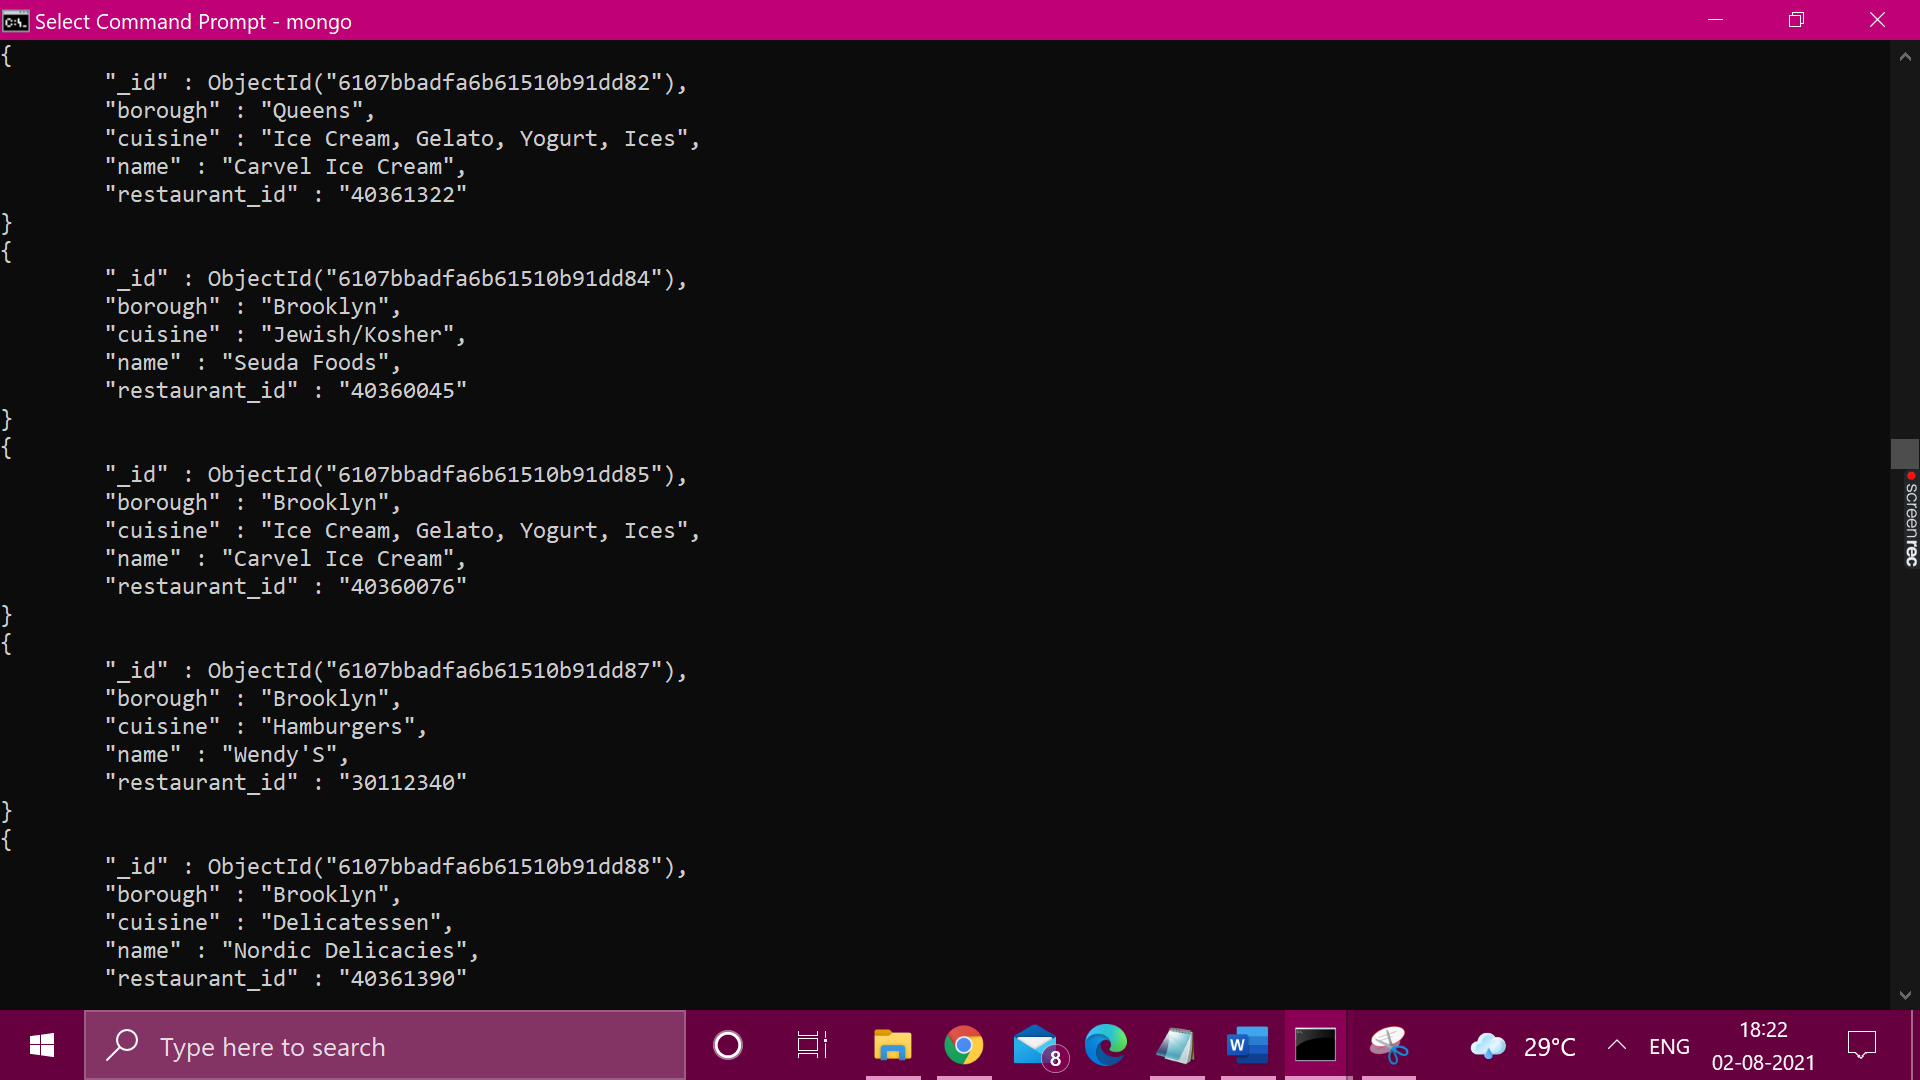 Select Command Prompt - mongo
{
"_id" : ObjectId("6107bbadfa6b61510b91dd82"),
"borough" : "Queens",
"cuisine" : "Ice Cream, Gelato, Yogurt, Ices",
"name" : "Carvel Ice Cream",
"restaurant_id" : "40361322"
}
{
"_id" : ObjectId("6107bbadfa6b61510b91dd84"),
"borough" : "Brooklyn",
"cuisine" : "Jewish/Kosher",
"name" : "Seuda Foods",
"restaurant_id" : "40360045"
}
{
"_id" : ObjectId("6107bbadfa6b61510b91dd85"),
"borough" : "Brooklyn",
"cuisine" : "Ice Cream, Gelato, Yogurt, Ices",
"name" : "Carvel Ice Cream",
"restaurant_id" : "40360076"
}
{
"_id" : ObjectId("6107bbadfa6b61510b91dd87"),
"borough" : "Brooklyn",
"cuisine" : "Hamburgers",
"name" : "Wendy'S",
"restaurant_id" : "30112340"
}
{
"_id" : ObjectId("6107bbadfa6b61510b91dd88"),
"borough" : "Brooklyn",
"cuisine" : "Delicatessen",
"name" : "Nordic Delicacies",
"restaurant_id" : "40361390"
screenrec
Type here to search
8
W
29°C
ENG
18:22
02-08-2021